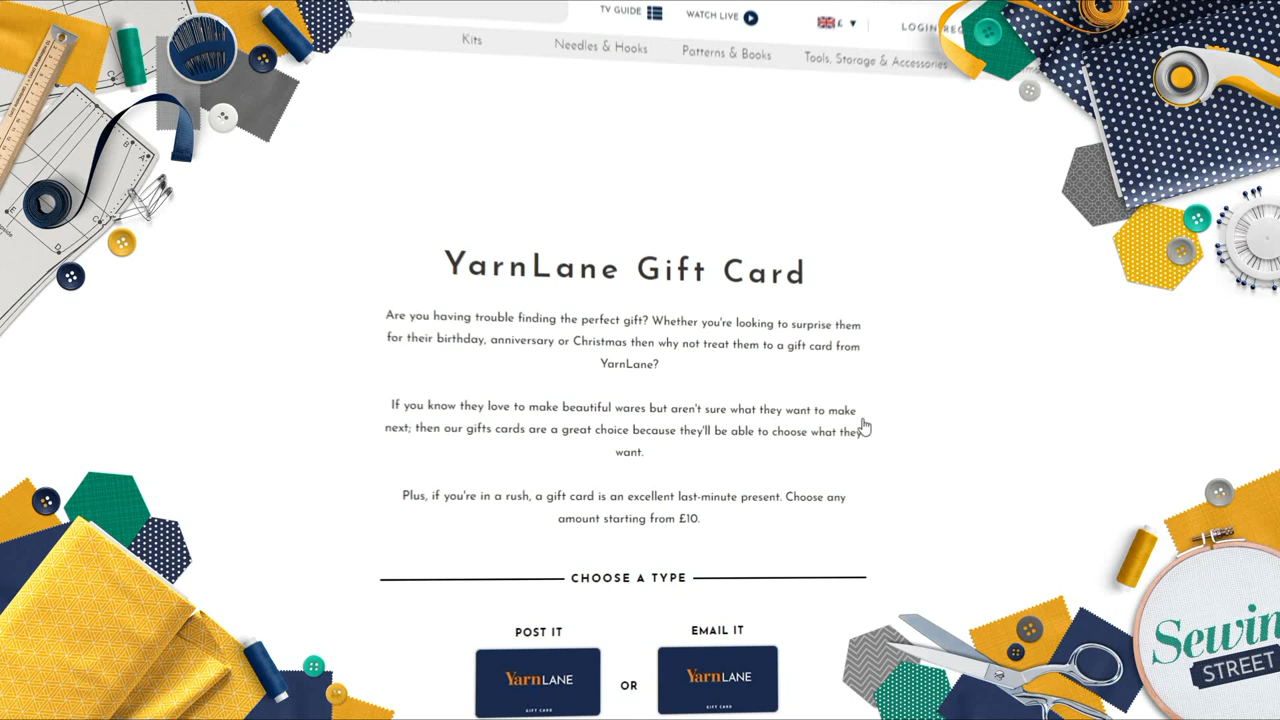 TV GUIDE WATCH LIVE £ LOGIN
Kits Needles & Hooks Patterns & Books Tools, Storage & Accessories
YarnLane Gift Card
Are you having trouble finding the perfect gift? Whether you're looking to surprise them
for their birthday, anniversary or Christmas then why not treat them to a gift card from
YarnLane?
If you know they love to make beautiful wares but aren't sure what they want to make
next; then our gifts cards are a great choice because they'll be able to choose what they
want.
Plus, if you're in a rush, a gift card is an excellent last-minute present. Choose any
amount starting from £10.
CHOOSE A TYPE
POST IT EMAIL IT
YarnLANE OR YarnLANE
GIFT CARD GIFT CARD
Sewin
STREET